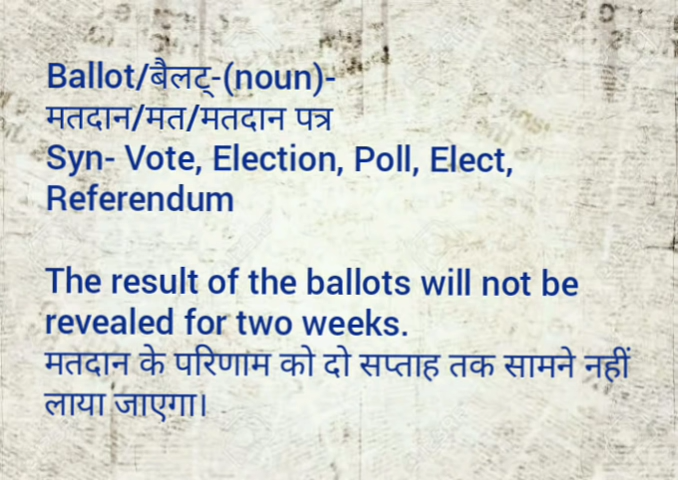 Ballot/बैलट्-(noun)-
मतदान/मत/मतदान पत्र
Syn- Vote, Election, Poll, Elect,
Referendum
The result of the ballots will not be
revealed for two weeks.
मतदान के परिणाम को दो सप्ताह तक सामने नहीं
लाया जाएगा।